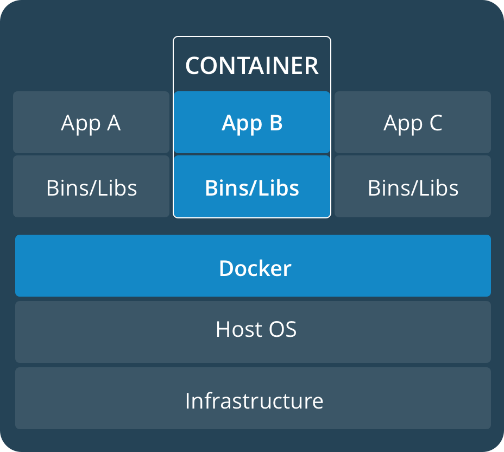 CONTAINER
App A
App B
App C
Bins/Libs
Bins/Libs
Bins/Libs
Docker
Host OS
Infrastructure